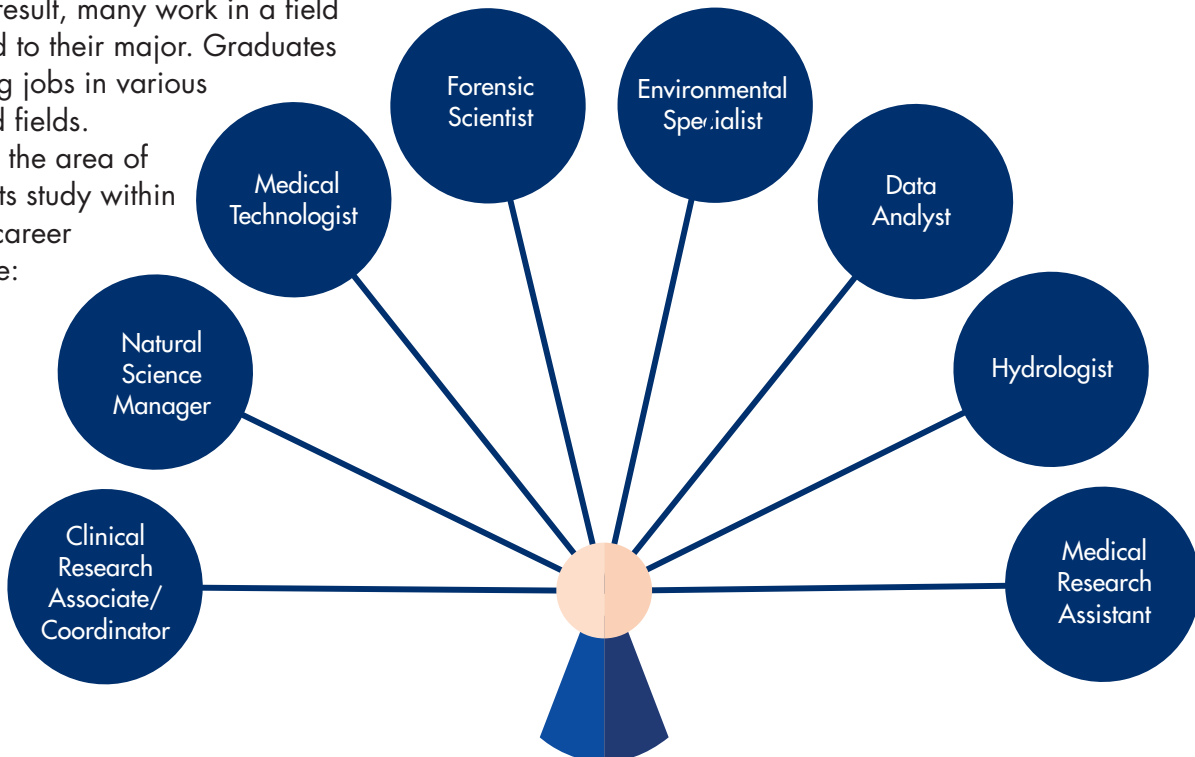 result, many work in a field
to their major. Graduates
jobs in various
fields.
the area of
study within
career
Forensic
Scientist
Environmental
Specialist
Medical
Technologist
Data
Analyst
Natural
Science
Manager
Hydrologist
Clinical
Research
Associate/
Coordinator
Medical
Research
Assistant